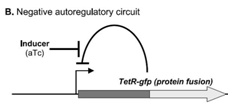 B. Negative autoregulatory circuit
Inducer
(aTc)
TetR-gfp (protein fusion)